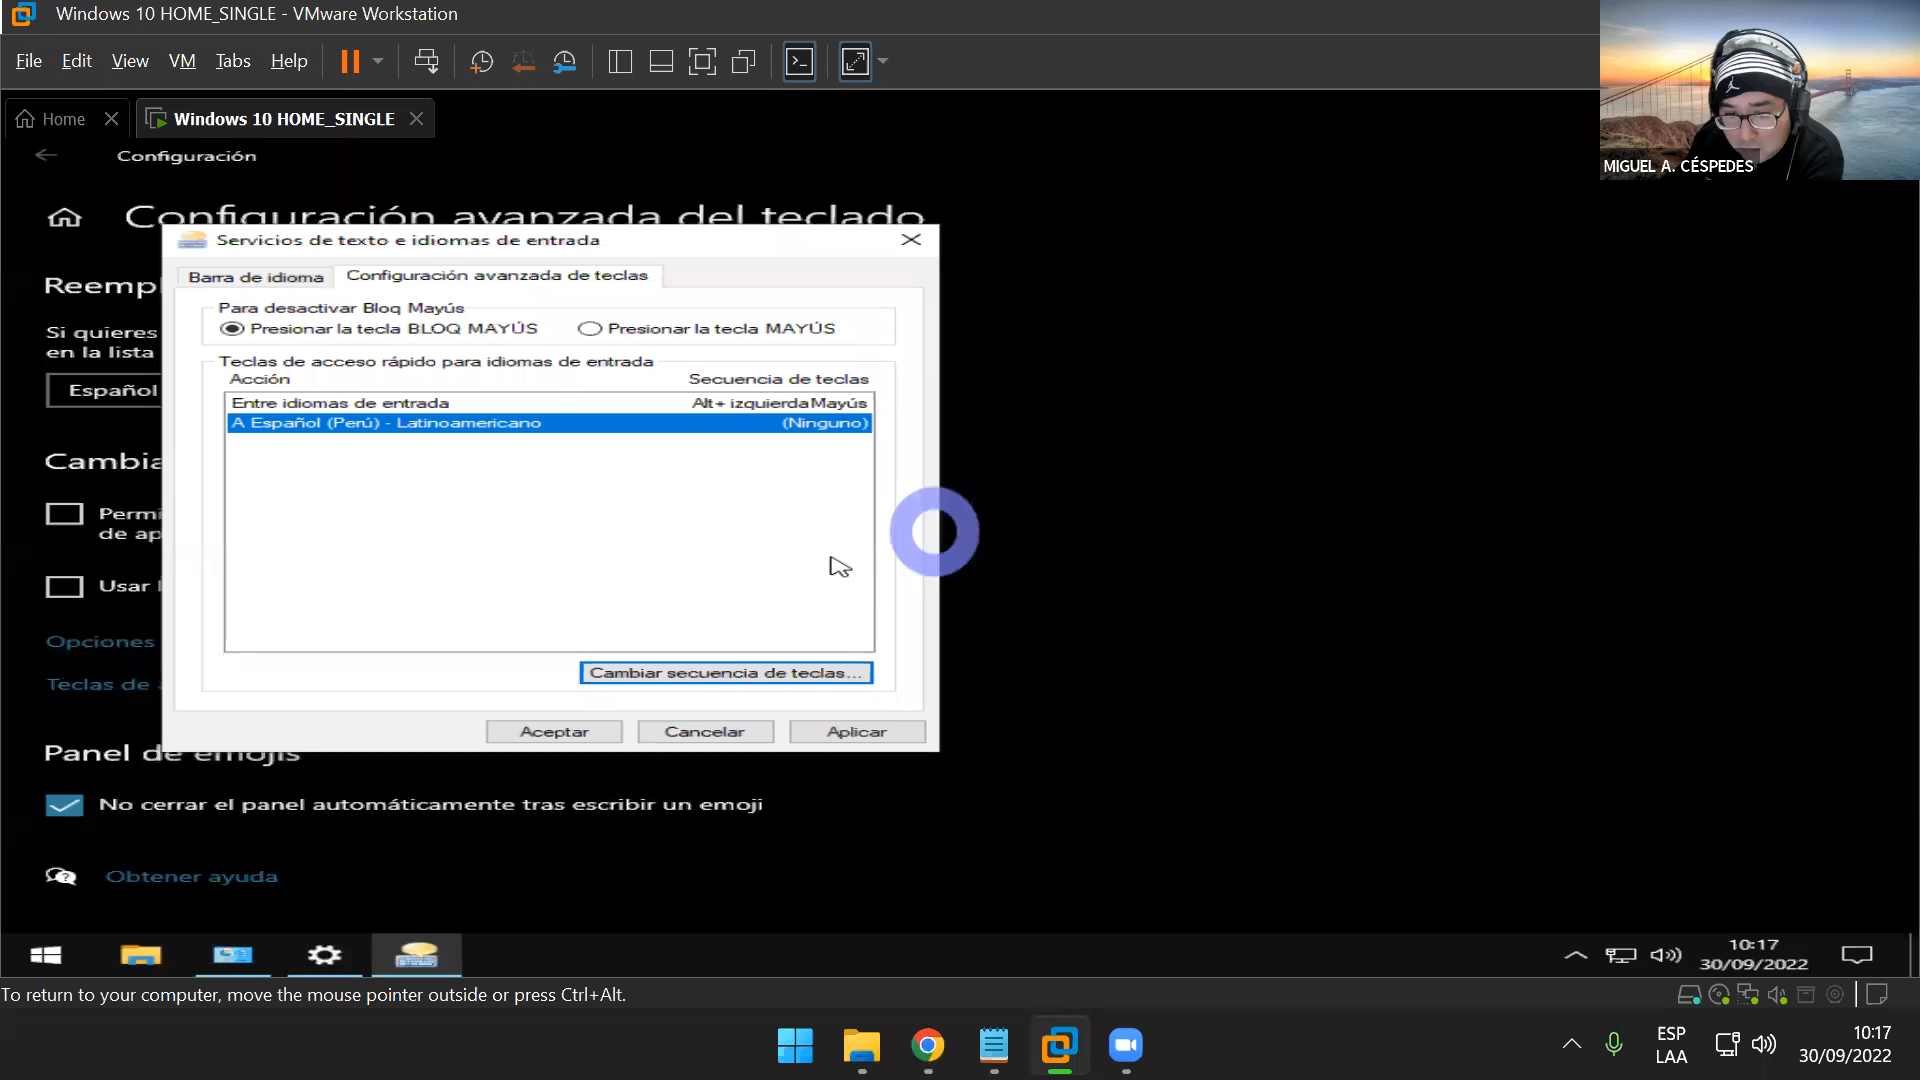 Windows 10 HOME_SINGLE - VMware Workstation
File Edit View VM Tabs Help
Home
Windows 10 HOME_SINGLE
MIGUEL A. CÉSPEDES
Configuración
Configuración avanzada del teclado
Servicios de texto e idiomas de entrada
Barra de idioma
Configuración avanzada de teclas
Para desactivar Bloq Mayús
Presionar la tecla BLOQ MAYÚS
Presionar la tecla MAYÚS
Teclas de acceso rápido para idiomas de entrada
Acción
Secuencia de teclas
Entre idiomas de entrada
Alt+ izquierdaMayús
A Español (Perú) - Latinoamericano
(Ninguno)
Cambiar secuencia de teclas...
Aceptar
Cancelar
Aplicar
Reempl
Si quieres
en la lista
Español
Cambia
Permi
de ap
Usar
Opciones
Teclas de
Panel de emojis
No cerrar el panel automáticamente tras escribir un emoji
Obtener ayuda
10:17
30/09/2022
To return to your computer, move the mouse pointer outside or press Ctrl+Alt.
ESP
LAA
10:17
30/09/2022